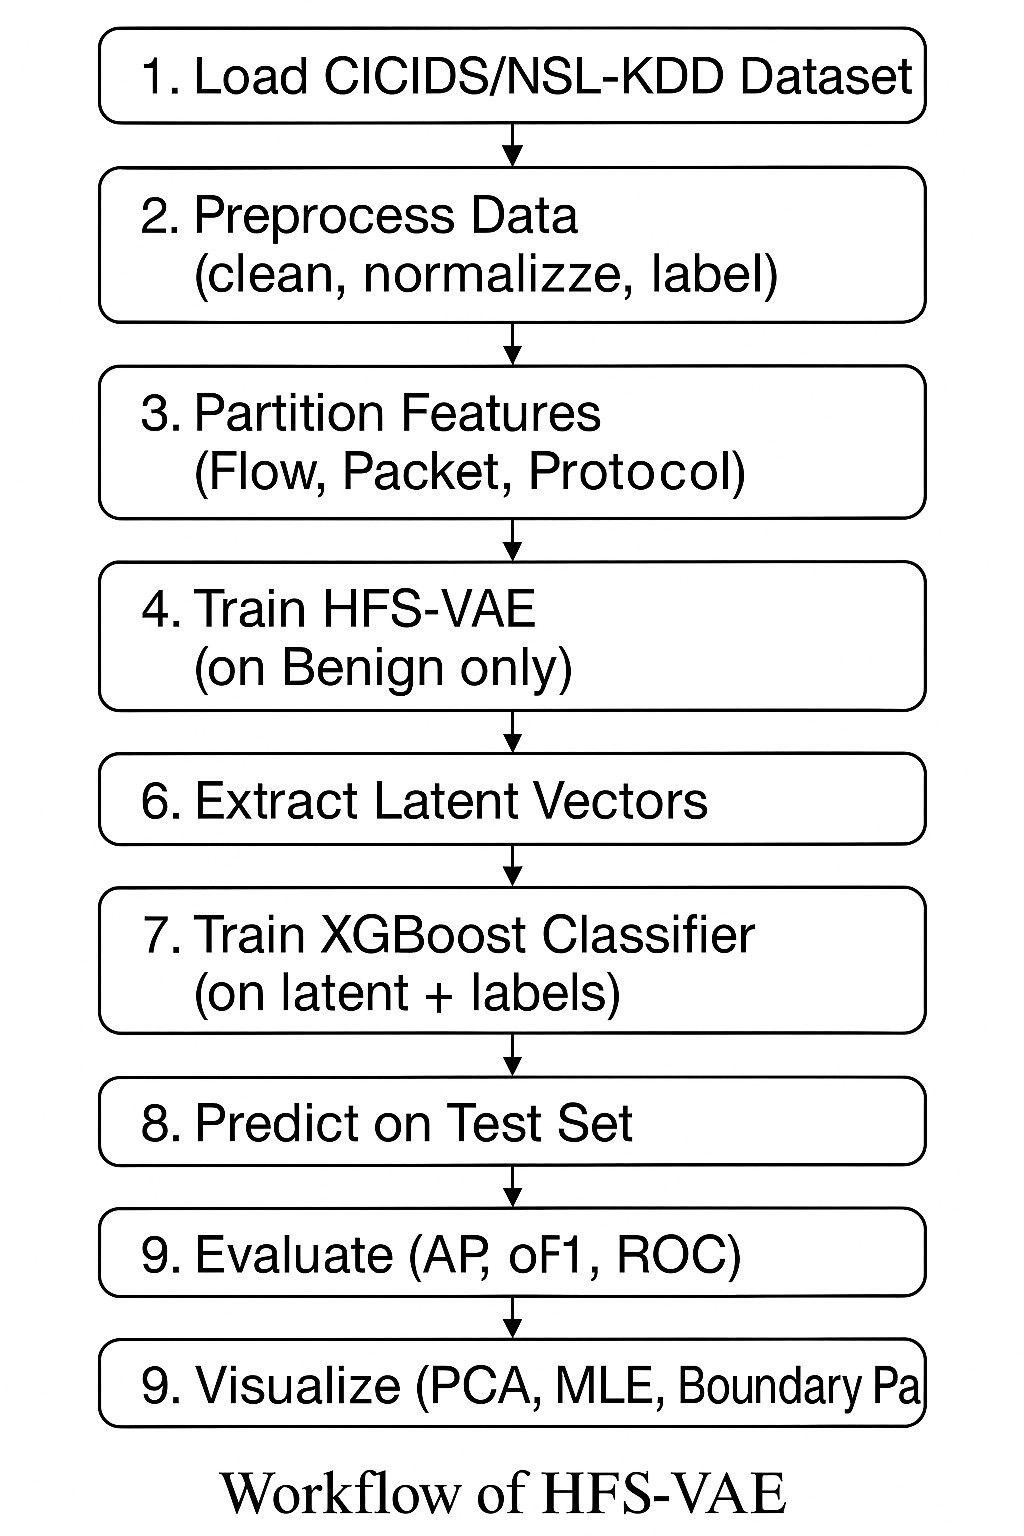 1. Load CICIDS/NSL-KDD Dataset
2. Preprocess Data
(clean, normalizze, label)
3. Partition Features
(Flow, Packet, Protocol)
4. Train HFS-VAE
(on Benign only)
6. Extract Latent Vectors
7. Train XGBoost Classifier
(on latent + labels)
8. Predict on Test Set
9. Evaluate (AP, oF1, ROC)
9. Visualize (PCA, MLE, Boundary Pa
Workflow of HFS-VAE